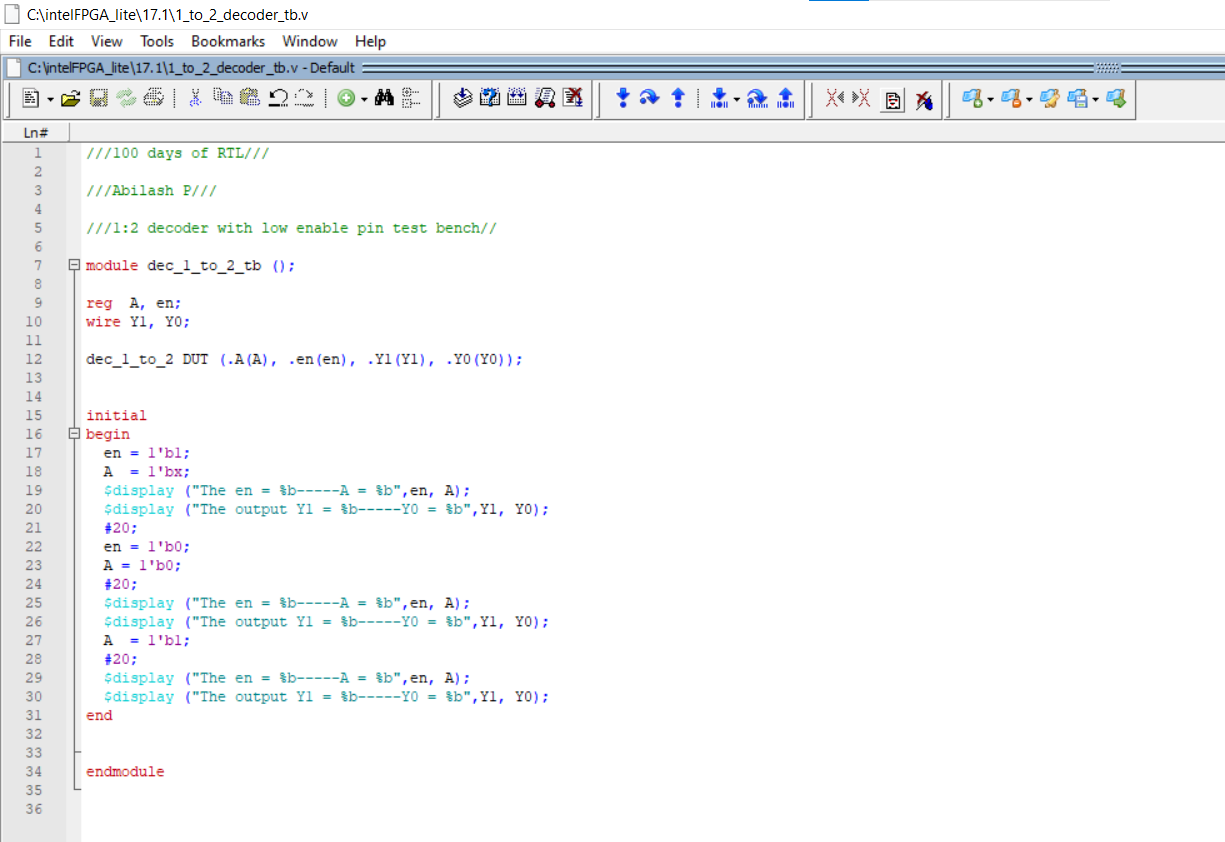 C:\intelFPGA_lite\17.1\1_to_2_decoder_tb.v
File Edit View Tools Bookmarks Window Help
C:\intelFPGA_lite\17.1\1_to_2_decoder_tb.v - Default
Ln#
1 ///100 days of RTL///
2
3 ///Abilash P///
4
5 ///1:2 decoder with low enable pin test bench//
6
7 module dec_1_to_2_tb ();
8
9 reg  A, en;
10 wire Y1, Y0;
11
12 dec_1_to_2 DUT (.A(A), .en(en), .Y1(Y1), .Y0(Y0));
13
14
15 initial
16 begin
17   en = 1'b1;
18   A  = 1'bx;
19   $display ("The en = %b-----A = %b",en, A);
20   $display ("The output Y1 = %b-----Y0 = %b",Y1, Y0);
21   #20;
22   en = 1'b0;
23   A = 1'b0;
24   #20;
25   $display ("The en = %b-----A = %b",en, A);
26   $display ("The output Y1 = %b-----Y0 = %b",Y1, Y0);
27   A  = 1'b1;
28   #20;
29   $display ("The en = %b-----A = %b",en, A);
30   $display ("The output Y1 = %b-----Y0 = %b",Y1, Y0);
31 end
32
33
34 endmodule
35
36